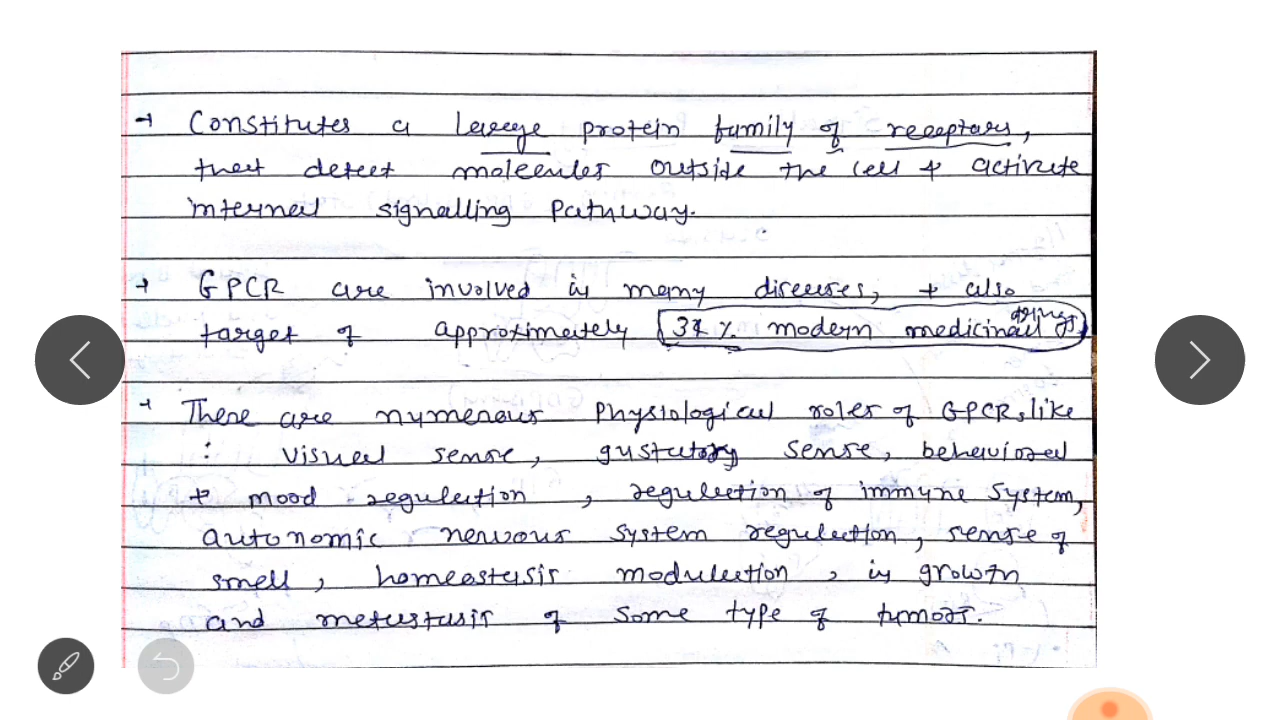 → Constitutes a large protein family of receptors,
that detect molecules outside the cell + activate
internal signalling pathway.
→ GPCR are involved in many diseases, + also
target of approximately 34 % modern medicinal drugs.
→ There are numerous Physiological roles of GPCR, like
: visual sense, gustatory sense, behavioral
+ mood regulation, regulation of immune system,
autonomic nervous system regulation, sense of
smell, homeostasis modulation, in growth
and metastasis of some type of tumors.